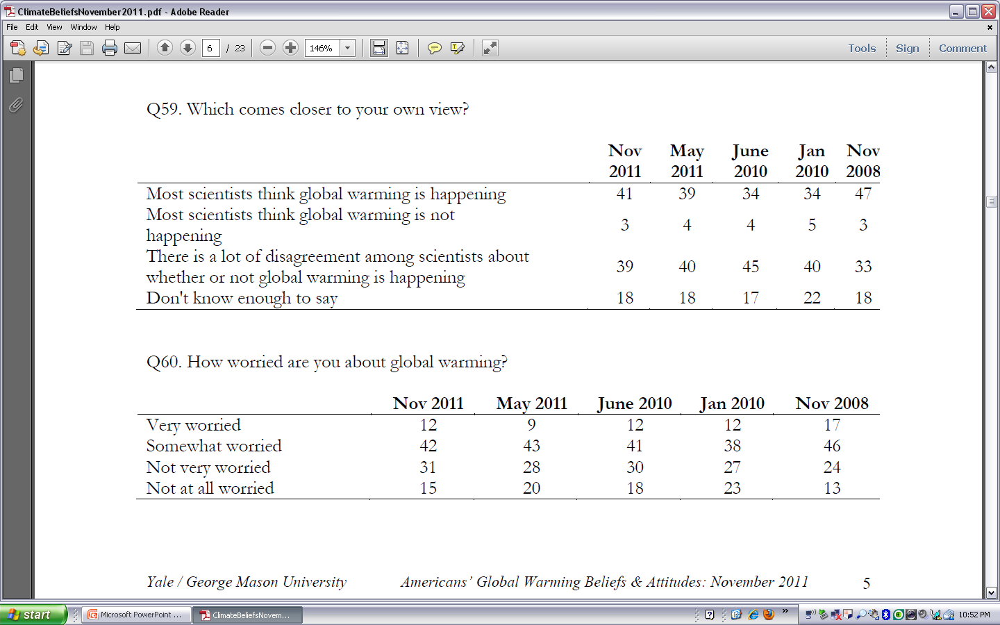 ClimateBeliefsNovember2011.pdf - Adobe Reader
File Edit View Window Help
6 / 23 146% Tools Sign Comment
Q59. Which comes closer to your own view?
Nov May June Jan Nov
2011 2011 2010 2010 2008
Most scientists think global warming is happening 41 39 34 34 47
Most scientists think global warming is not
happening 3 4 4 5 3
There is a lot of disagreement among scientists about
whether or not global warming is happening 39 40 45 40 33
Don't know enough to say 18 18 17 22 18
Q60. How worried are you about global warming?
Nov 2011 May 2011 June 2010 Jan 2010 Nov 2008
Very worried 12 9 12 12 17
Somewhat worried 42 43 41 38 46
Not very worried 31 28 30 27 24
Not at all worried 15 20 18 23 13
Yale / George Mason University Americans' Global Warming Beliefs & Attitudes: November 2011 5
start Microsoft PowerPoint ... ClimateBeliefsNovem... 10:52 PM